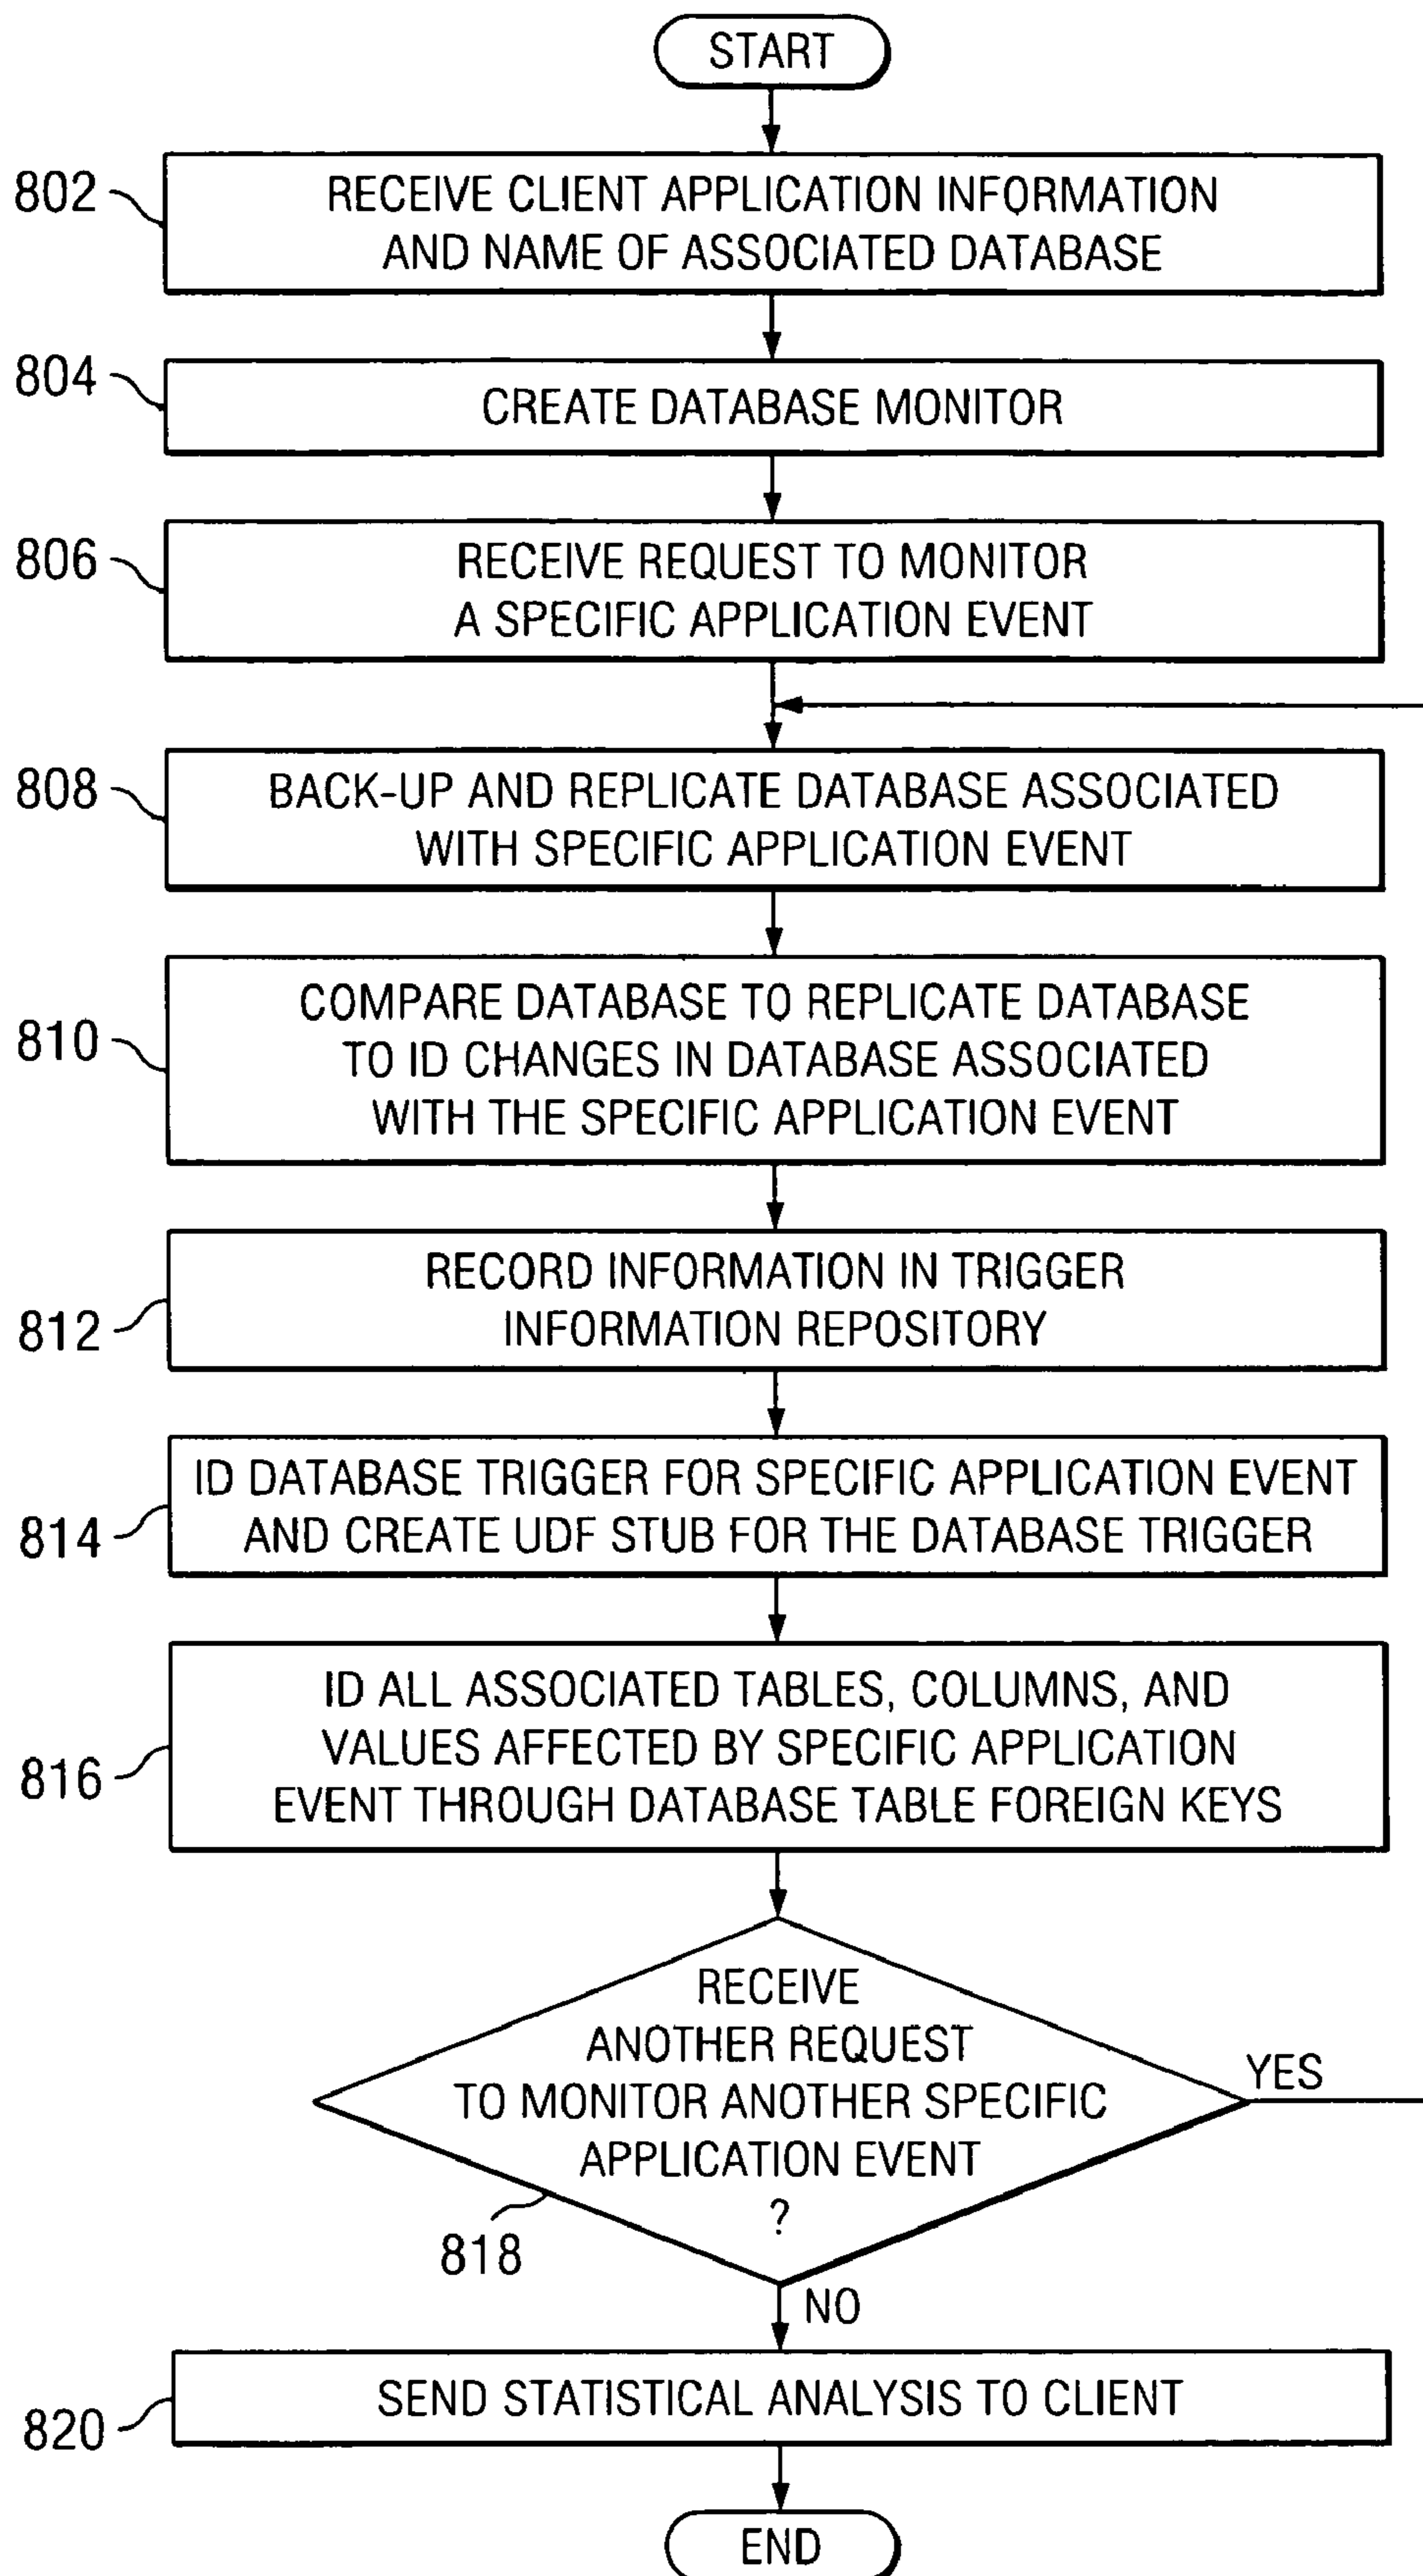 START
802
RECEIVE CLIENT APPLICATION INFORMATION
AND NAME OF ASSOCIATED DATABASE
804
CREATE DATABASE MONITOR
806
RECEIVE REQUEST TO MONITOR
A SPECIFIC APPLICATION EVENT
808
BACK-UP AND REPLICATE DATABASE ASSOCIATED
WITH SPECIFIC APPLICATION EVENT
810
COMPARE DATABASE TO REPLICATE DATABASE
TO ID CHANGES IN DATABASE ASSOCIATED
WITH THE SPECIFIC APPLICATION EVENT
812
RECORD INFORMATION IN TRIGGER
INFORMATION REPOSITORY
814
ID DATABASE TRIGGER FOR SPECIFIC APPLICATION EVENT
AND CREATE UDF STUB FOR THE DATABASE TRIGGER
816
ID ALL ASSOCIATED TABLES, COLUMNS, AND
VALUES AFFECTED BY SPECIFIC APPLICATION
EVENT THROUGH DATABASE TABLE FOREIGN KEYS
RECEIVE
ANOTHER REQUEST
TO MONITOR ANOTHER SPECIFIC
APPLICATION EVENT
?
YES
818
NO
820
SEND STATISTICAL ANALYSIS TO CLIENT
END